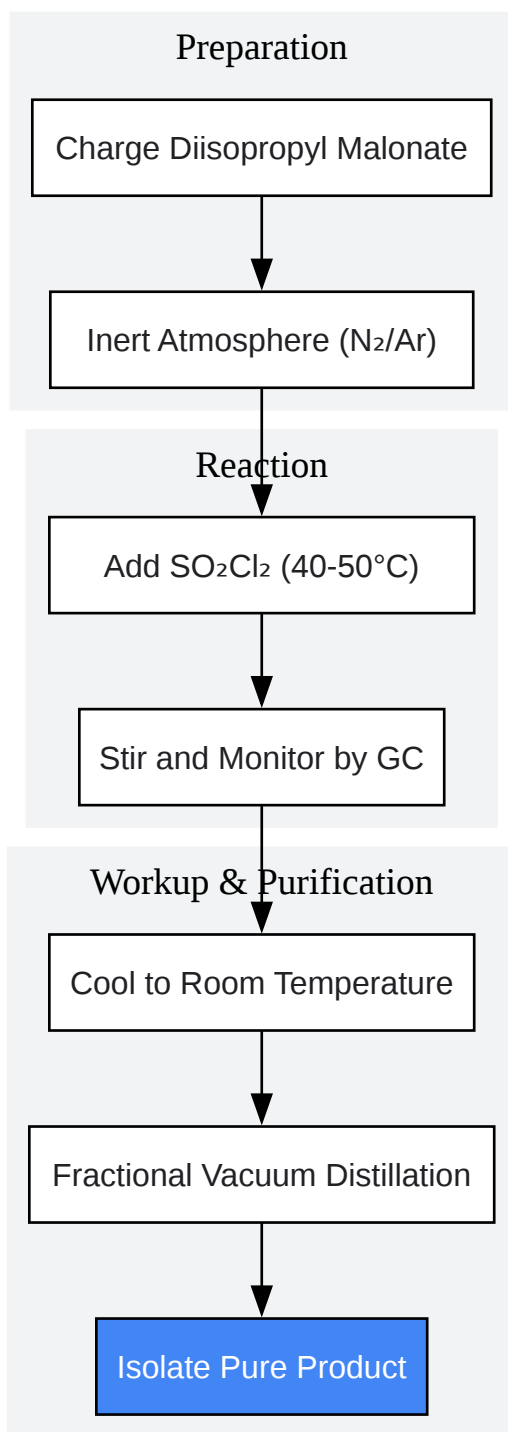 Preparation
Charge Diisopropyl Malonate
Inert Atmosphere (N₂/Ar)
Reaction
Add SO₂Cl₂ (40-50°C)
Stir and Monitor by GC
Workup & Purification
Cool to Room Temperature
Fractional Vacuum Distillation
Isolate Pure Product